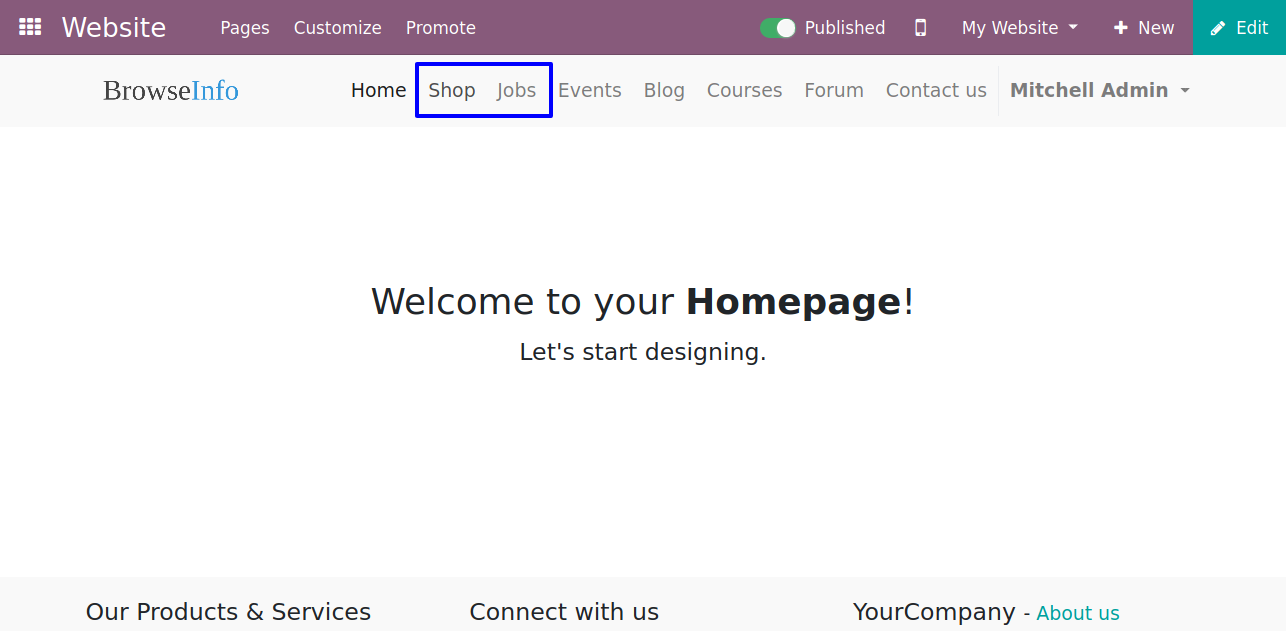 Website Pages Customize Promote Published My Website New Edit
BrowseInfo Home Shop Jobs Events Blog Courses Forum Contact us Mitchell Admin
Welcome to your Homepage!
Let's start designing.
Our Products & Services Connect with us YourCompany - About us